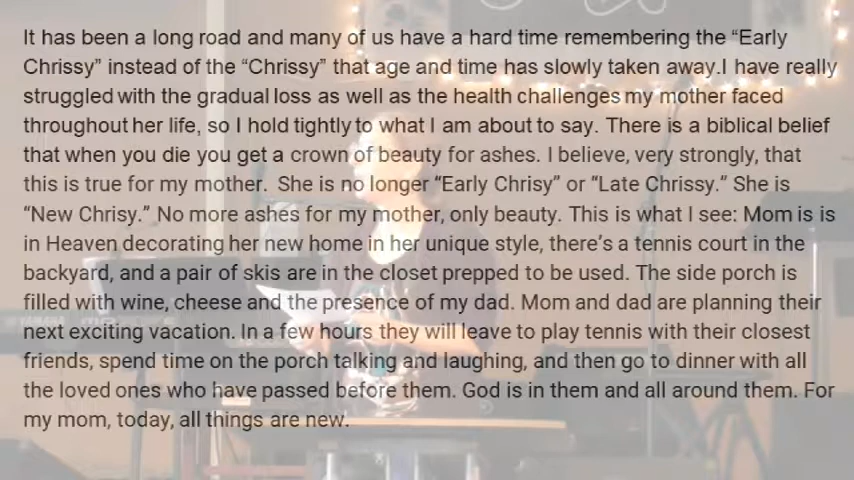 It has been a long road and many of us have a hard time remembering the “Early
Chrissy” instead of the “Chrissy” that age and time has slowly taken away.I have really
struggled with the gradual loss as well as the health challenges my mother faced
throughout her life, so I hold tightly to what I am about to say. There is a biblical belief
that when you die you get a crown of beauty for ashes. I believe, very strongly, that
this is true for my mother. She is no longer “Early Chrisy” or “Late Chrissy.” She is
“New Chrisy.” No more ashes for my mother, only beauty. This is what I see: Mom is is
in Heaven decorating her new home in her unique style, there’s a tennis court in the
backyard, and a pair of skis are in the closet prepped to be used. The side porch is
filled with wine, cheese and the presence of my dad. Mom and dad are planning their
next exciting vacation. In a few hours they will leave to play tennis with their closest
friends, spend time on the porch talking and laughing, and then go to dinner with all
the loved ones who have passed before them. God is in them and all around them. For
my mom, today, all things are new.